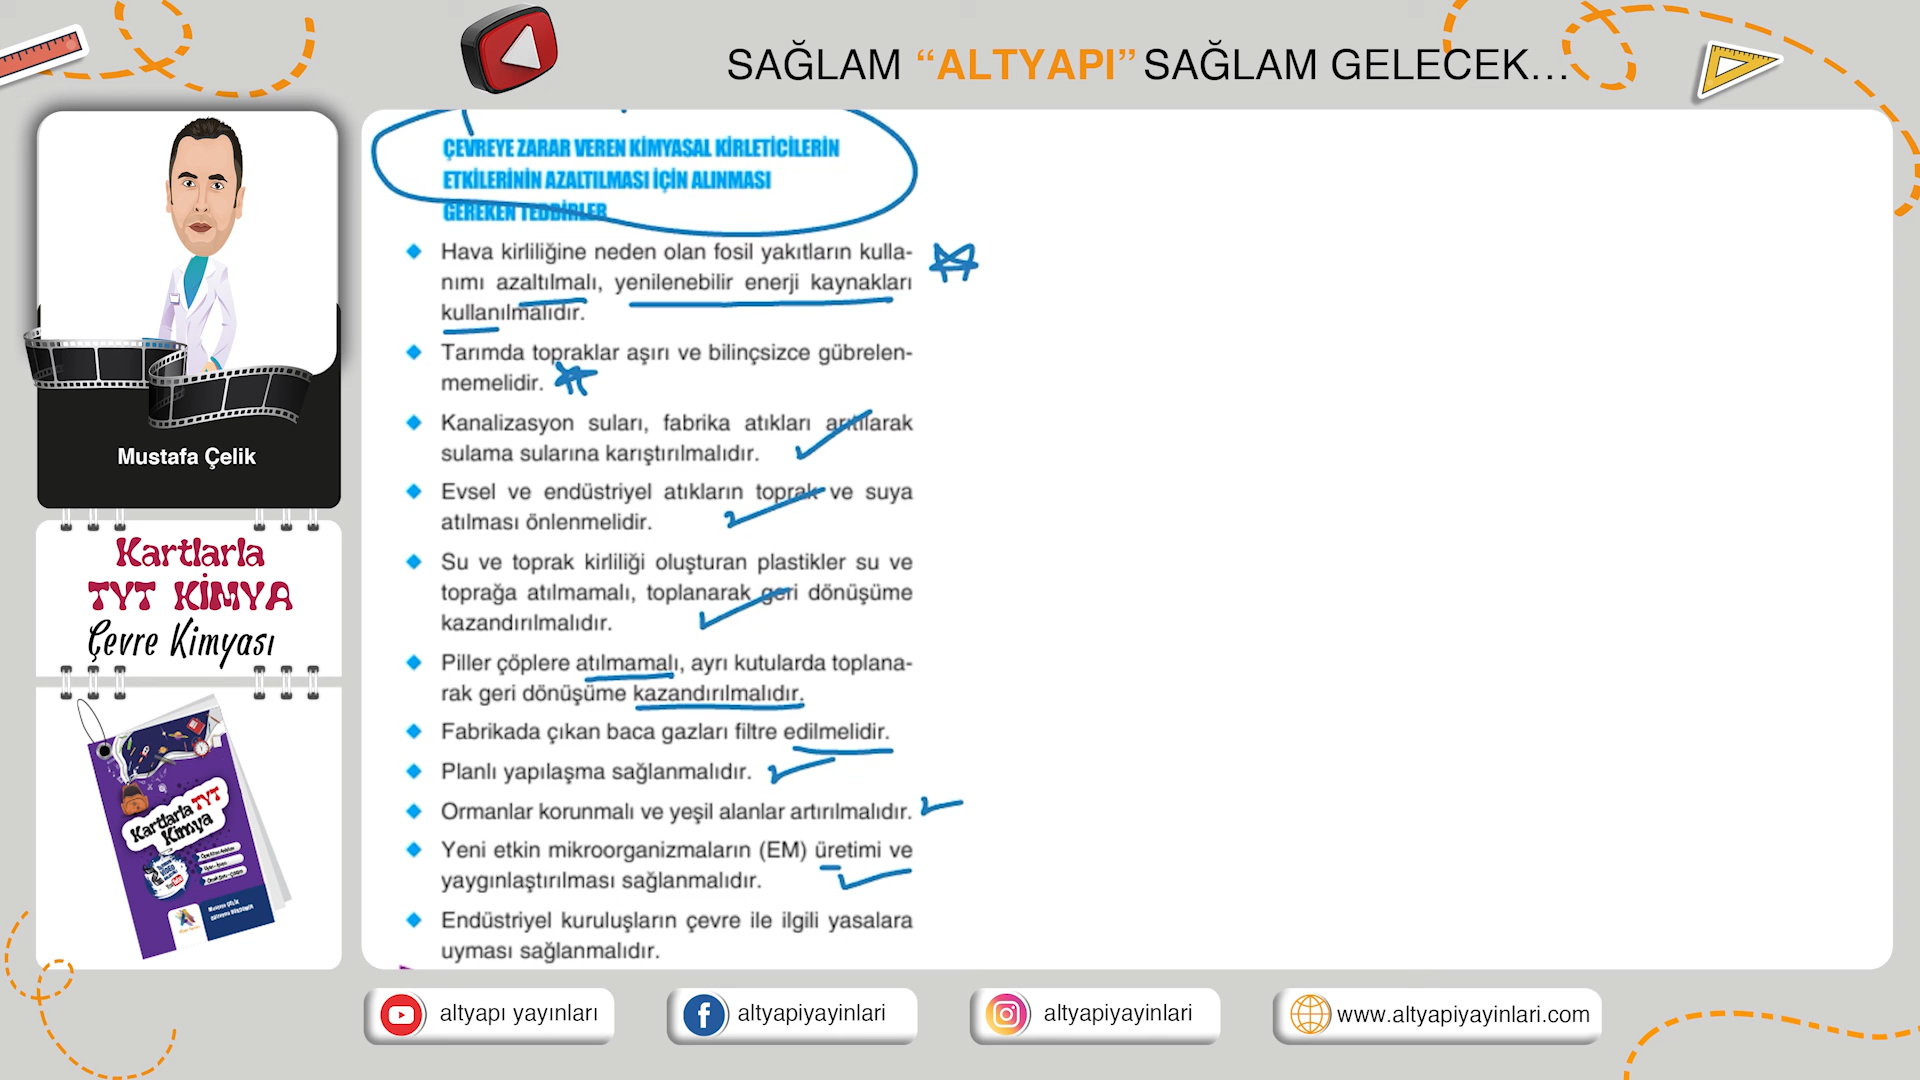 SAĞLAM “ALTYAPI” SAĞLAM GELECEK...
Mustafa Çelik
Kartlarla
TYT KİMYA
Çevre Kimyası
Kartlarla TYT
Kimya
ÇEVREYE ZARAR VEREN KİMYASAL KİRLETİCİLERİN
ETKİLERİNİN AZALTILMASI İÇİN ALINMASI
GEREKEN TEDBİRLER
Hava kirliliğine neden olan fosil yakıtların kulla-
nımı azaltılmalı, yenilenebilir enerji kaynakları
kullanılmalıdır.
Tarımda topraklar aşırı ve bilinçsizce gübrelen-
memelidir.
Kanalizasyon suları, fabrika atıkları arıtılarak
sulama sularına karıştırılmalıdır.
Evsel ve endüstriyel atıkların toprak ve suya
atılması önlenmelidir.
Su ve toprak kirliliği oluşturan plastikler su ve
toprağa atılmamalı, toplanarak geri dönüşüme
kazandırılmalıdır.
Piller çöplere atılmamalı, ayrı kutularda toplana-
rak geri dönüşüme kazandırılmalıdır.
Fabrikada çıkan baca gazları filtre edilmelidir.
Planlı yapılaşma sağlanmalıdır.
Ormanlar korunmalı ve yeşil alanlar artırılmalıdır.
Yeni etkin mikroorganizmaların (EM) üretimi ve
yaygınlaştırılması sağlanmalıdır.
Endüstriyel kuruluşların çevre ile ilgili yasalara
uyması sağlanmalıdır.
altyapı yayınları
altyapiyayinlari
altyapiyayinlari
www.altyapiyayinlari.com